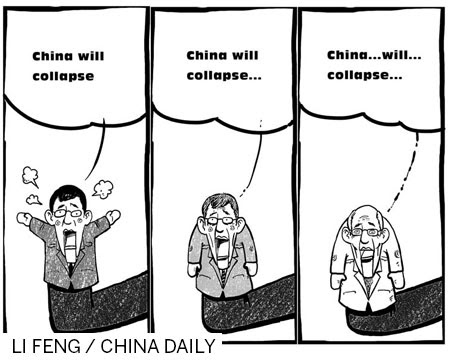 China will
collapse
China will
collapse...
China...will...
collapse...
LI FENG / CHINA DAILY